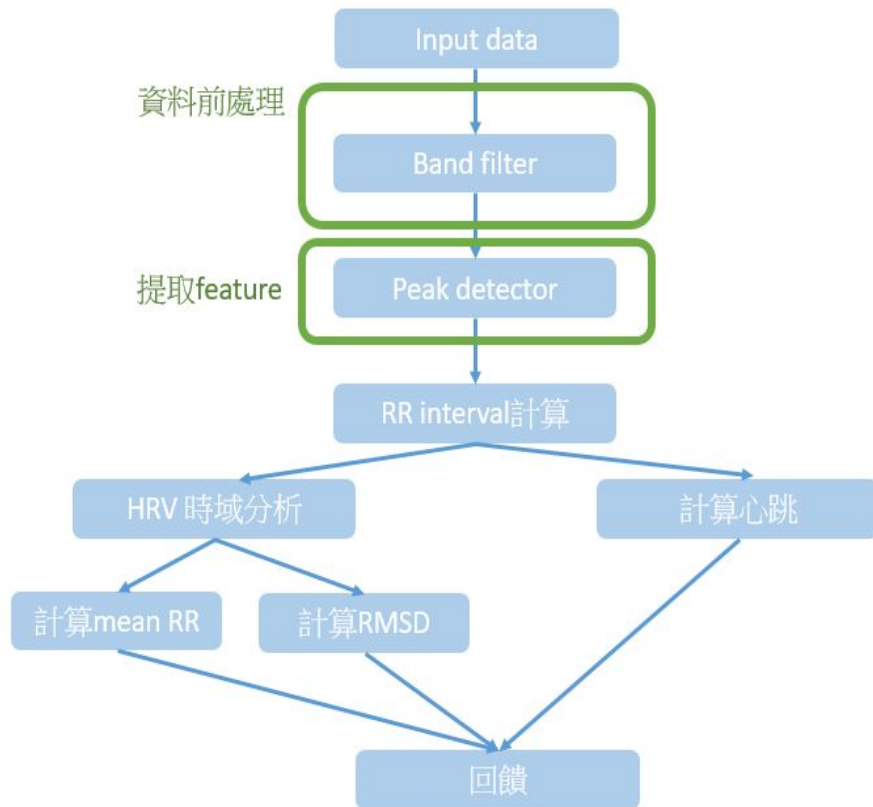 Input data
資料前處理
Band filter
提取feature
Peak detector
RR interval計算
HRV 時域分析
計算心跳
計算mean RR
計算RMSD
回饋